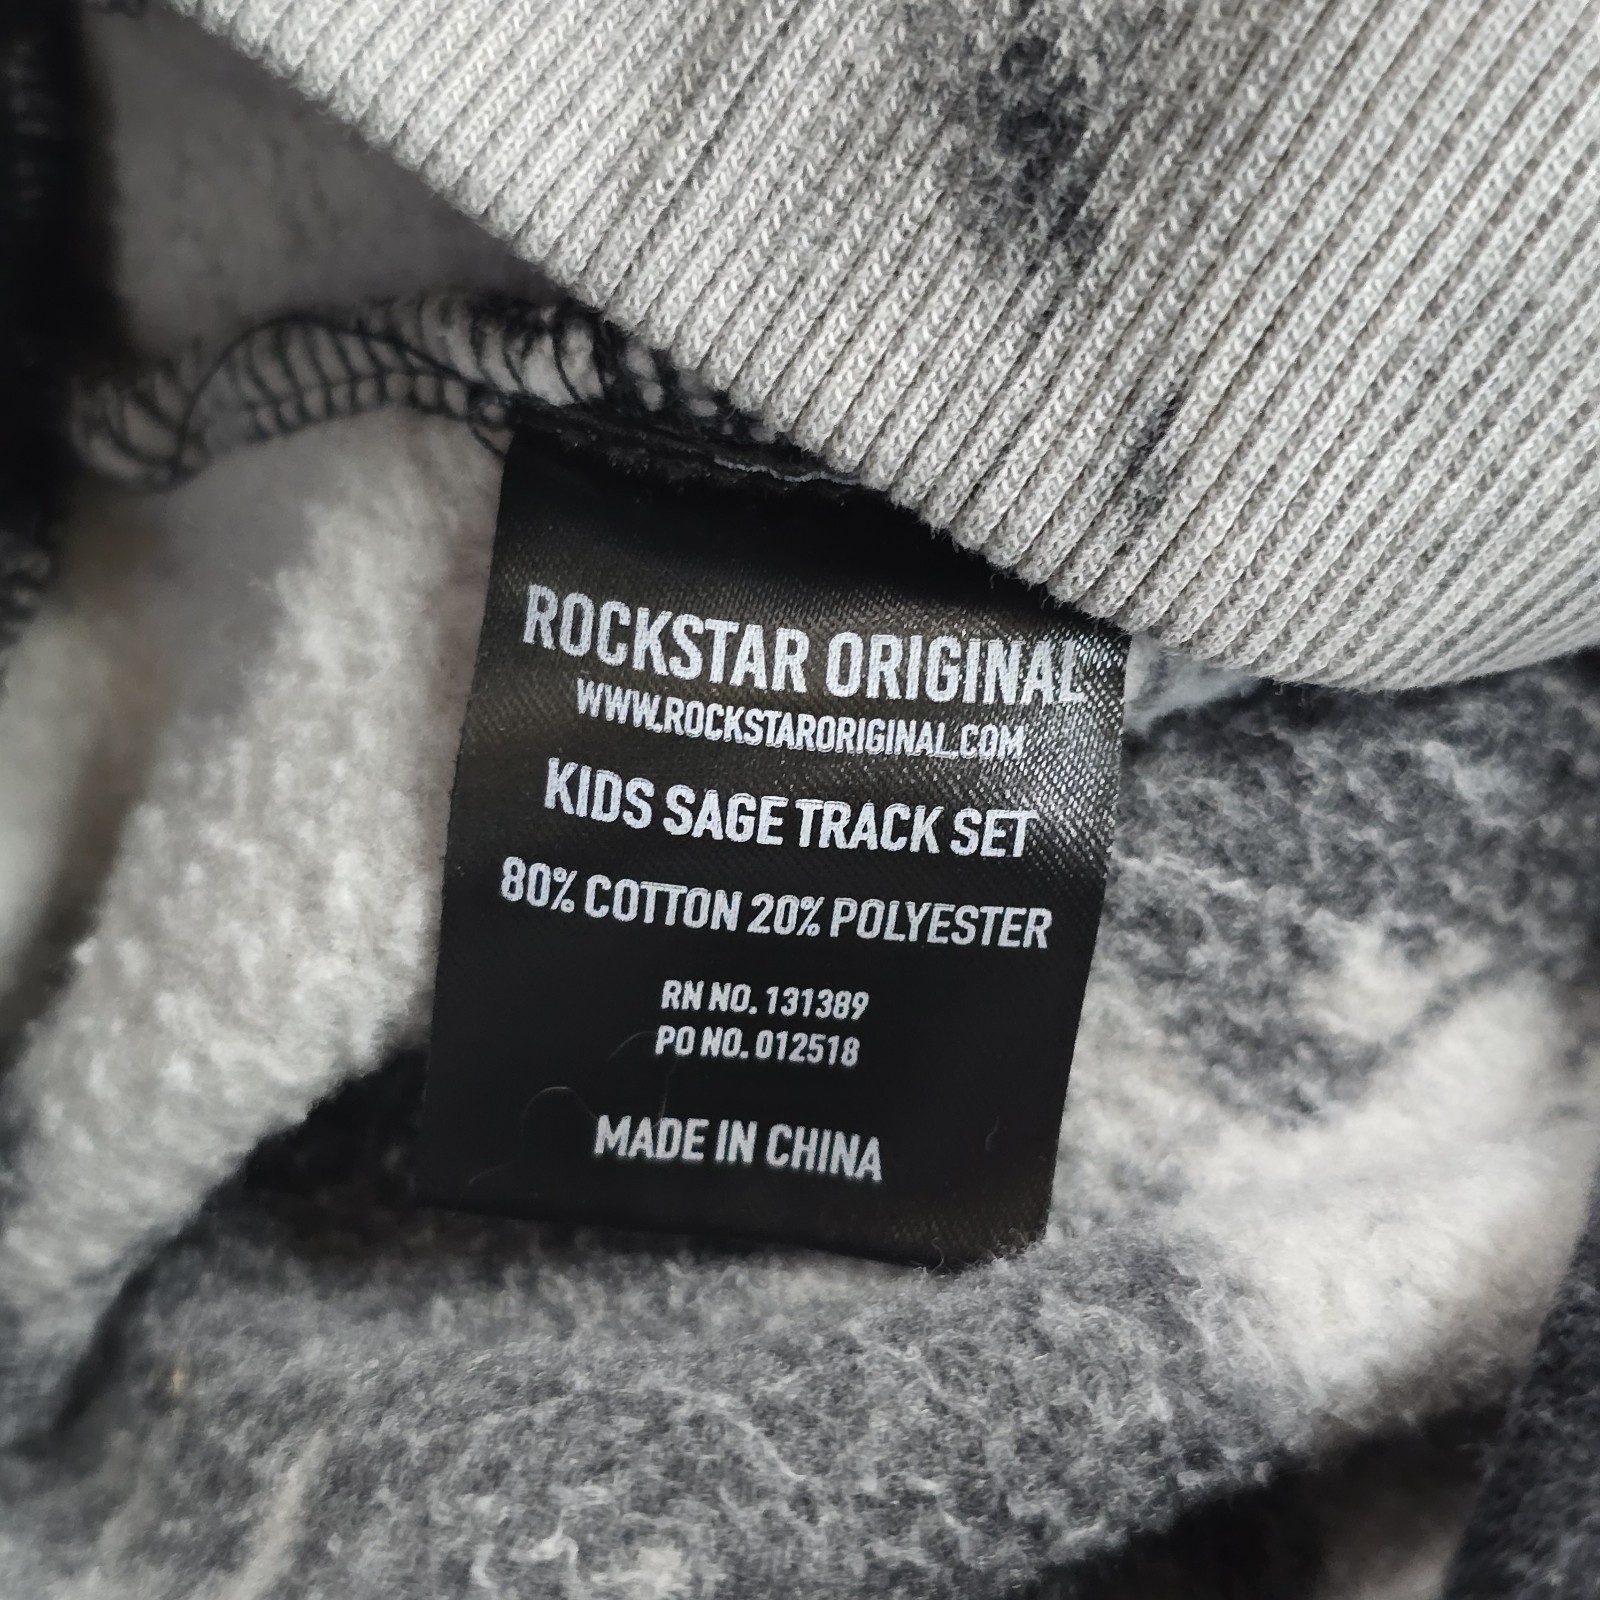 ROCKSTAR ORIGINAL
WWW.ROCKSTARORIGINAL.COM
KIDS SAGE TRACK SET
80% COTTON 20% POLYESTER
RN NO. 131389
PO NO. 012518
MADE IN CHINA